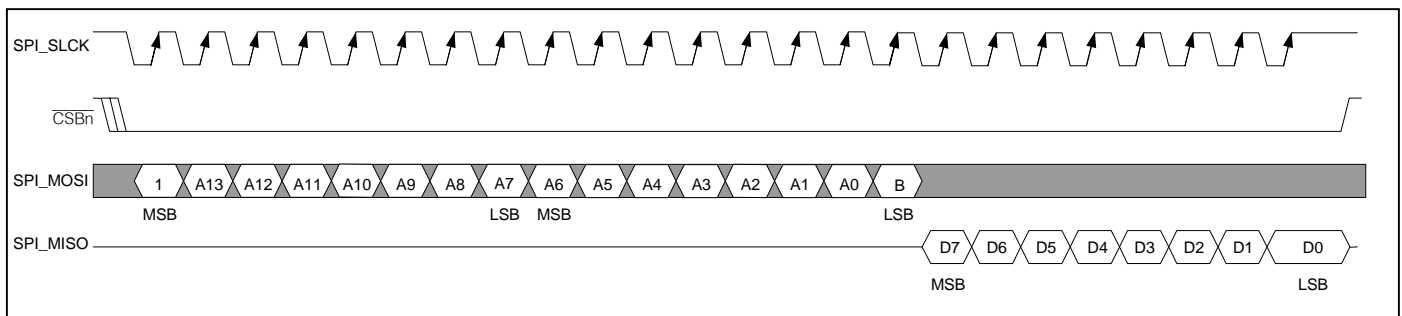 SPI_SLCK
CSBn
SPI_MOSI 1 A13 A12 A11 A10 A9 A8 A7 A6 A5 A4 A3 A2 A1 A0 B
MSB LSB MSB LSB
SPI_MISO D7 D6 D5 D4 D3 D2 D1 D0
MSB LSB